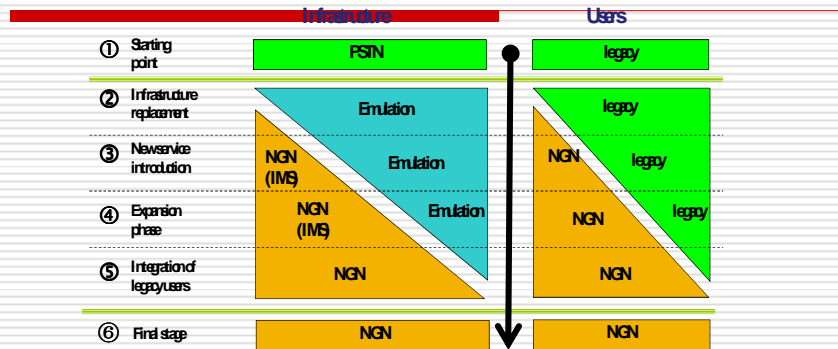 Infrastructure Users
① Starting point PSTN legacy
② Infrastructure replacement Emulation legacy
③ New service introduction NGN (IMS) Emulation NGN legacy
④ Expansion phase NGN (IMS) Emulation NGN legacy
⑤ Integration of legacy users NGN NGN
⑥ Final stage NGN NGN